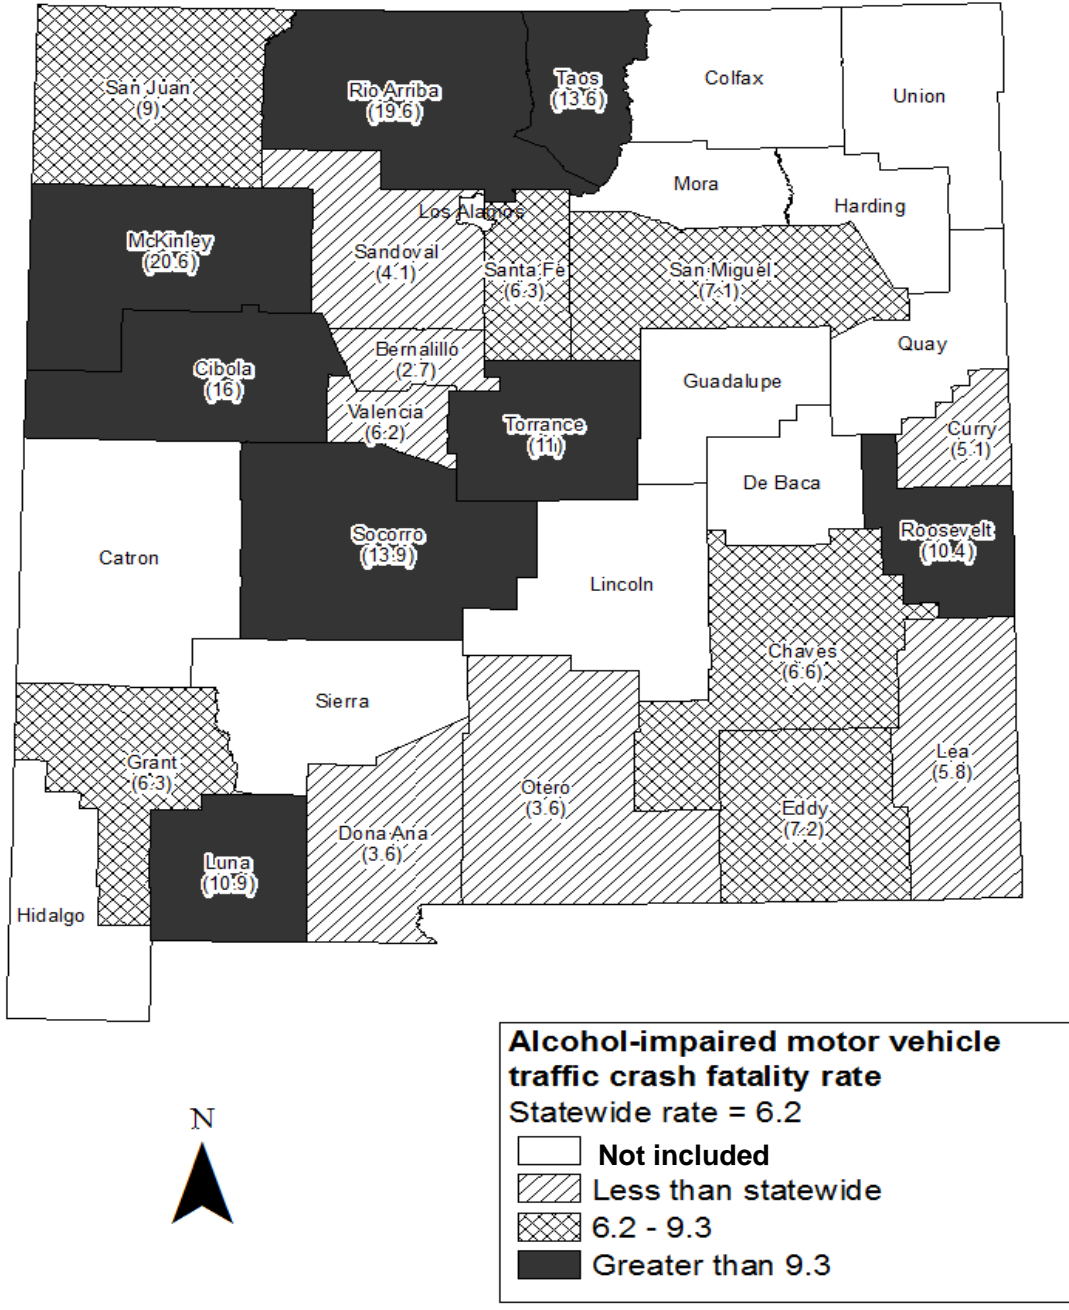 San Juan
(9)
Rio Arriba
(19.6)
Taos
(13.6)
Colfax
Union
Mora
Harding
Los Alamos
McKinley
(20.6)
Sandoval
(4.1)
Santa Fe
(6.3)
San Miguel
(7.1)
Quay
Bernalillo
(2.7)
Cibola
(16)
Guadalupe
Valencia
(6.2)
Torrance
(11)
Curry
(5.1)
De Baca
Socorro
(13.9)
Roosevelt
(10.4)
Catron
Lincoln
Chaves
(6.6)
Sierra
Grant
(6.3)
Lea
(5.8)
Otero
(3.6)
Eddy
(7.2)
Dona Ana
(3.6)
Luna
(10.9)
Hidalgo
Alcohol-impaired motor vehicle
traffic crash fatality rate
Statewide rate = 6.2
Not included
Less than statewide
6.2 - 9.3
Greater than 9.3
N